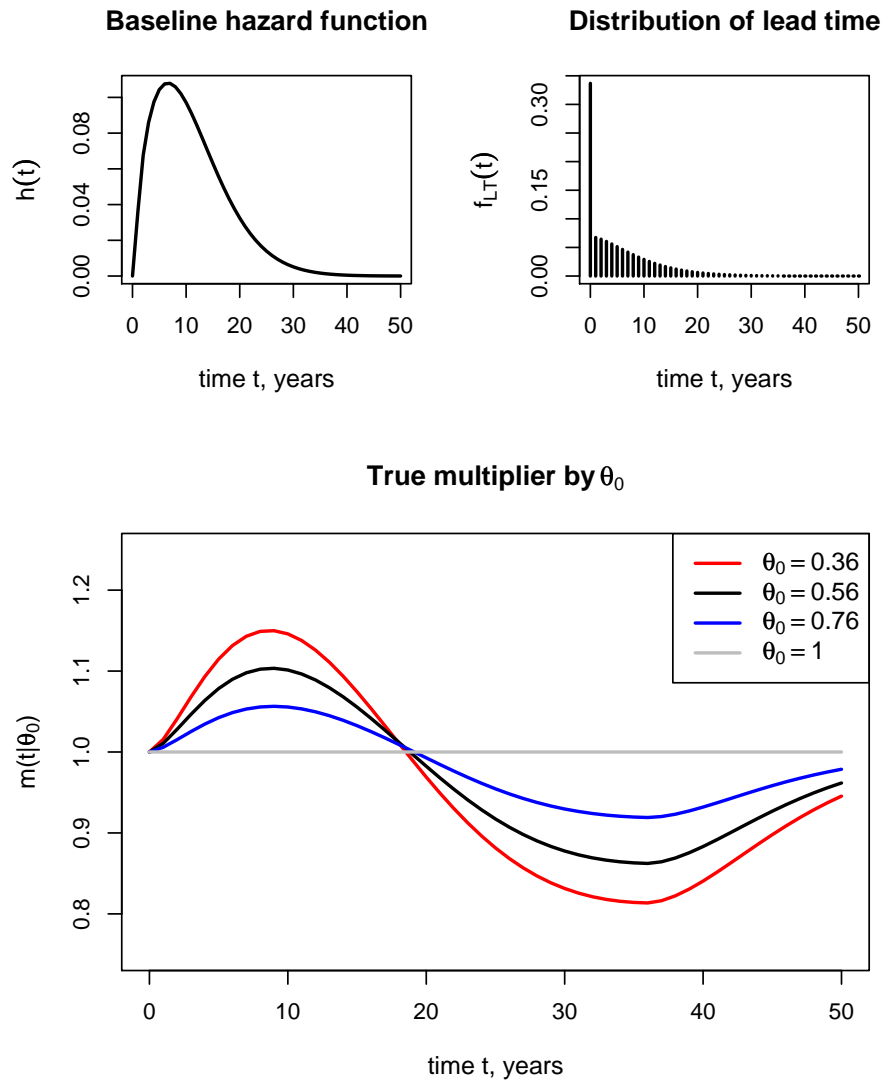 Baseline hazard function
h(t)
0.00 0.04 0.08
0 10 20 30 40 50
time t, years
Distribution of lead time
f_LT(t)
0.00 0.15 0.30
0 10 20 30 40 50
time t, years
True multiplier by θ₀
m(t|θ₀)
0.8 0.9 1.0 1.1 1.2
θ₀ = 0.36
θ₀ = 0.56
θ₀ = 0.76
θ₀ = 1
0 10 20 30 40 50
time t, years